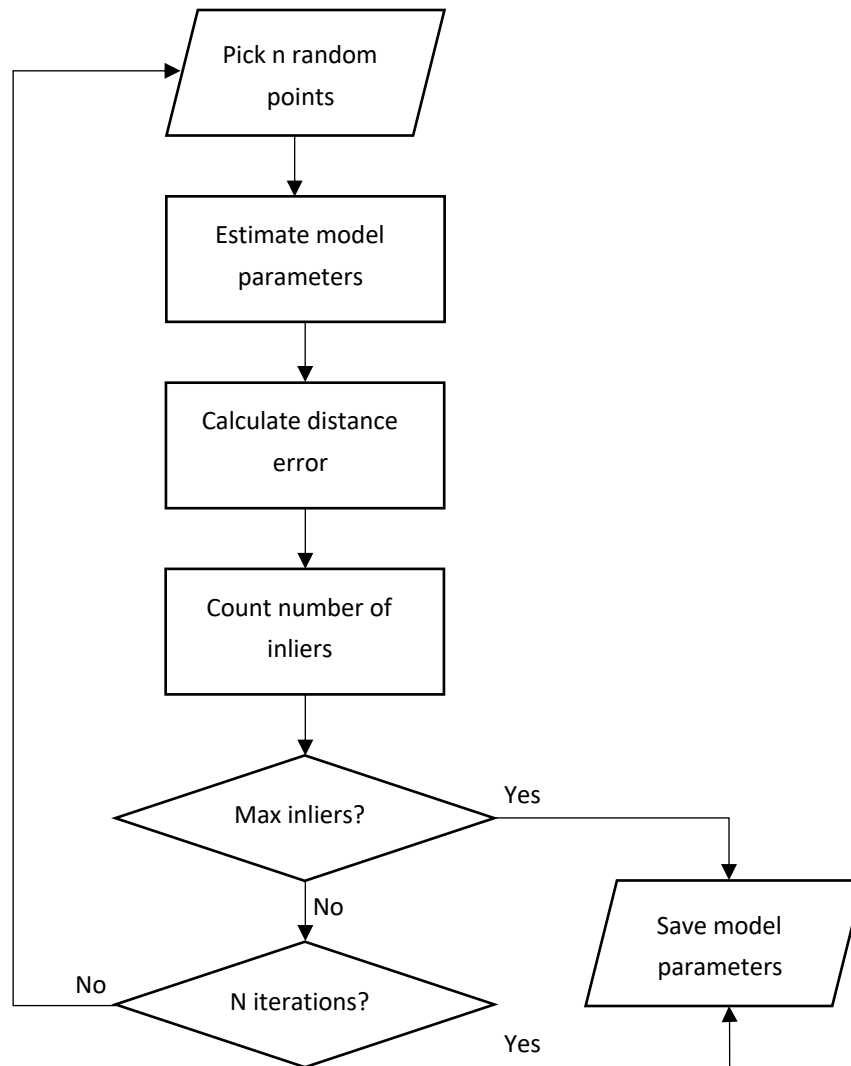 Pick n random
points
Estimate model
parameters
Calculate distance
error
Count number of
inliers
Max inliers?
Yes
No
Save model
parameters
No
N iterations?
Yes